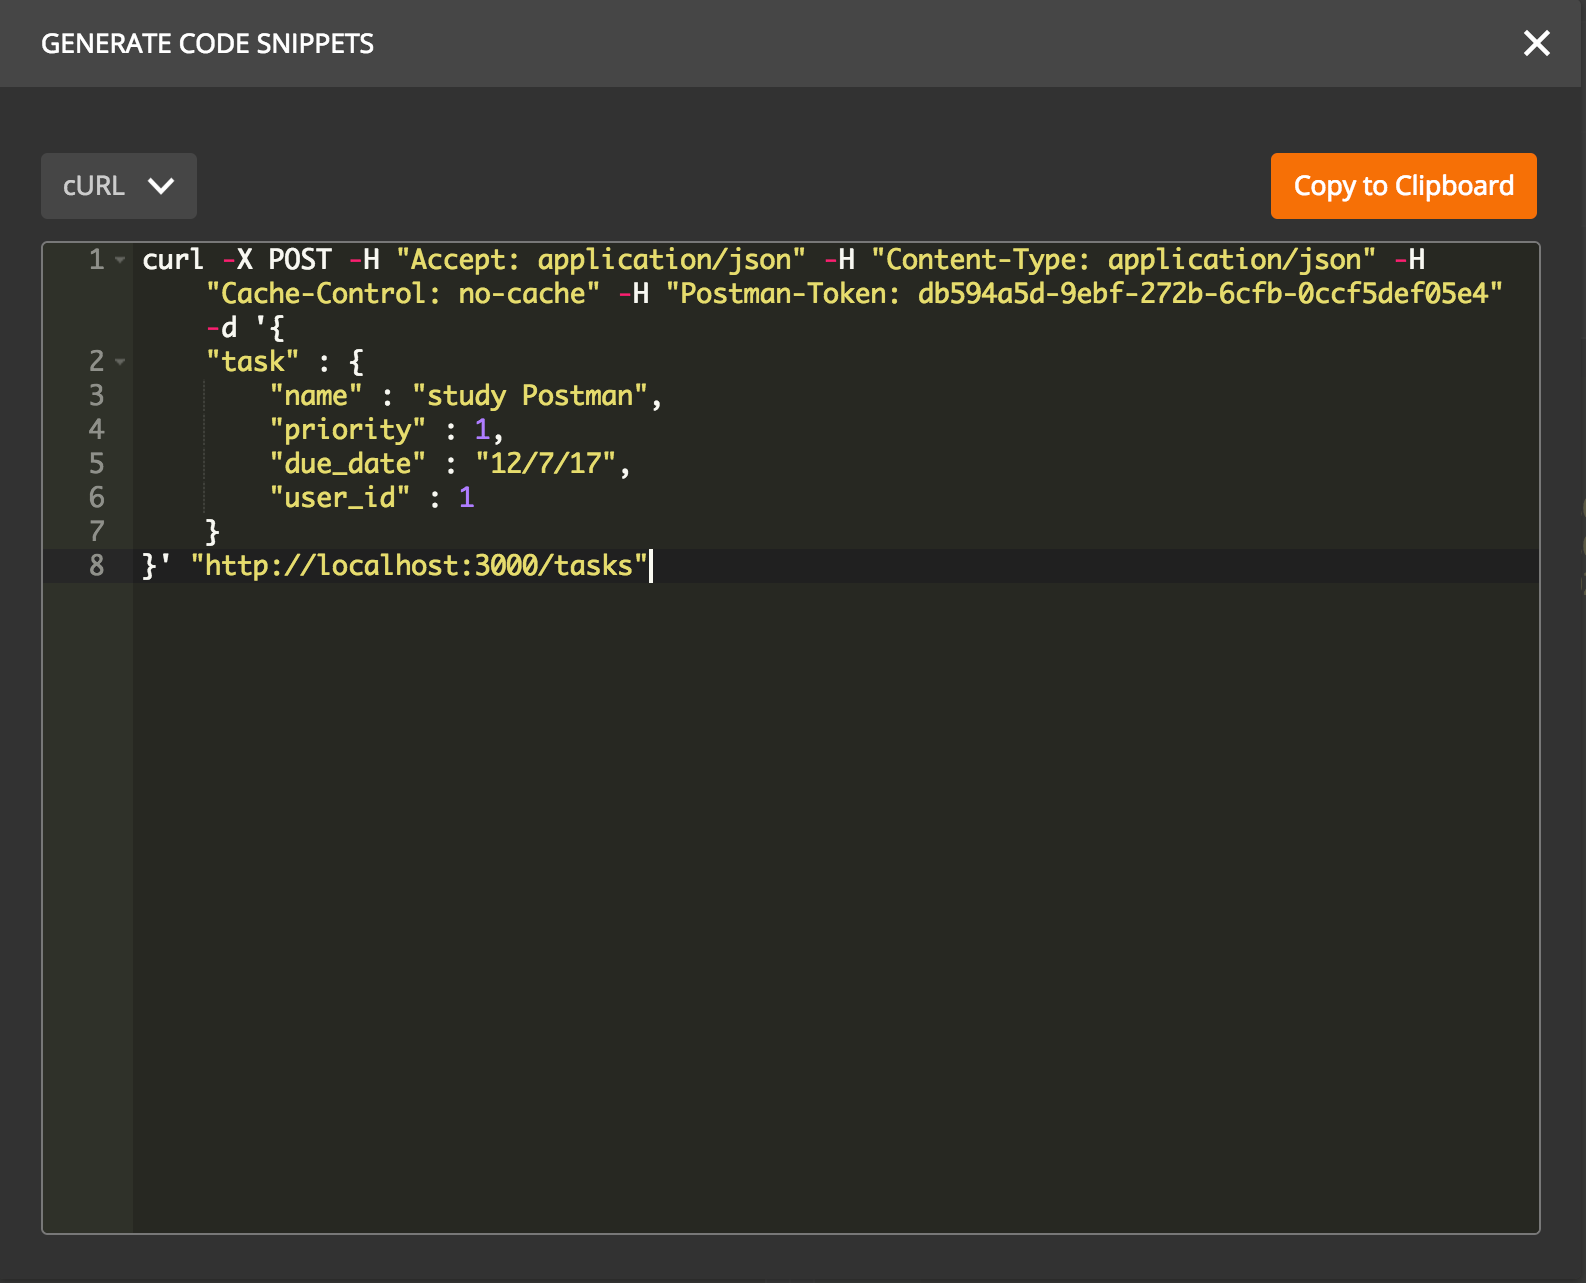 GENERATE CODE SNIPPETS
cURL
Copy to Clipboard
1 curl -X POST -H "Accept: application/json" -H "Content-Type: application/json" -H
"Cache-Control: no-cache" -H "Postman-Token: db594a5d-9ebf-272b-6cfb-0ccf5def05e4"
-d '{
2 "task" : {
3 "name" : "study Postman",
4 "priority" : 1,
5 "due_date" : "12/7/17",
6 "user_id" : 1
7 }
8 }' "http://localhost:3000/tasks"